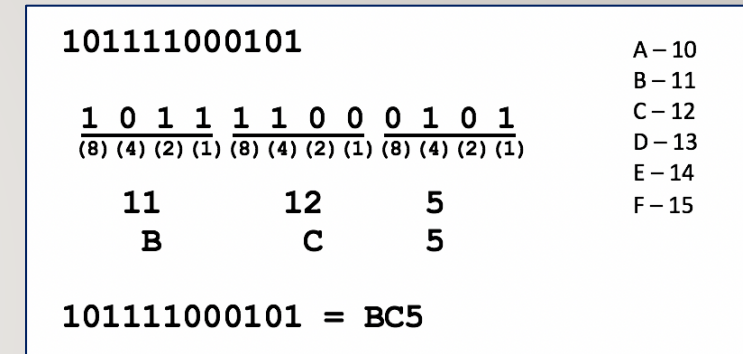 101111000101
1 0 1 1 1 1 0 0 0 1 0 1
(8) (4) (2) (1) (8) (4) (2) (1) (8) (4) (2) (1)
11 12 5
B C 5
101111000101 = BC5
A – 10
B – 11
C – 12
D – 13
E – 14
F – 15